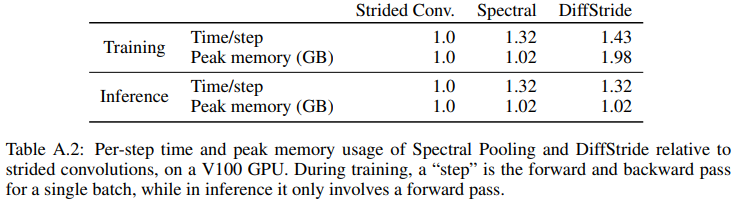 Strided Conv. Spectral DiffStride
Training Time/step 1.0 1.32 1.43
Peak memory (GB) 1.0 1.02 1.98
Inference Time/step 1.0 1.32 1.32
Peak memory (GB) 1.0 1.02 1.02
Table A.2: Per-step time and peak memory usage of Spectral Pooling and DiffStride relative to
strided convolutions, on a V100 GPU. During training, a “step” is the forward and backward pass
for a single batch, while in inference it only involves a forward pass.